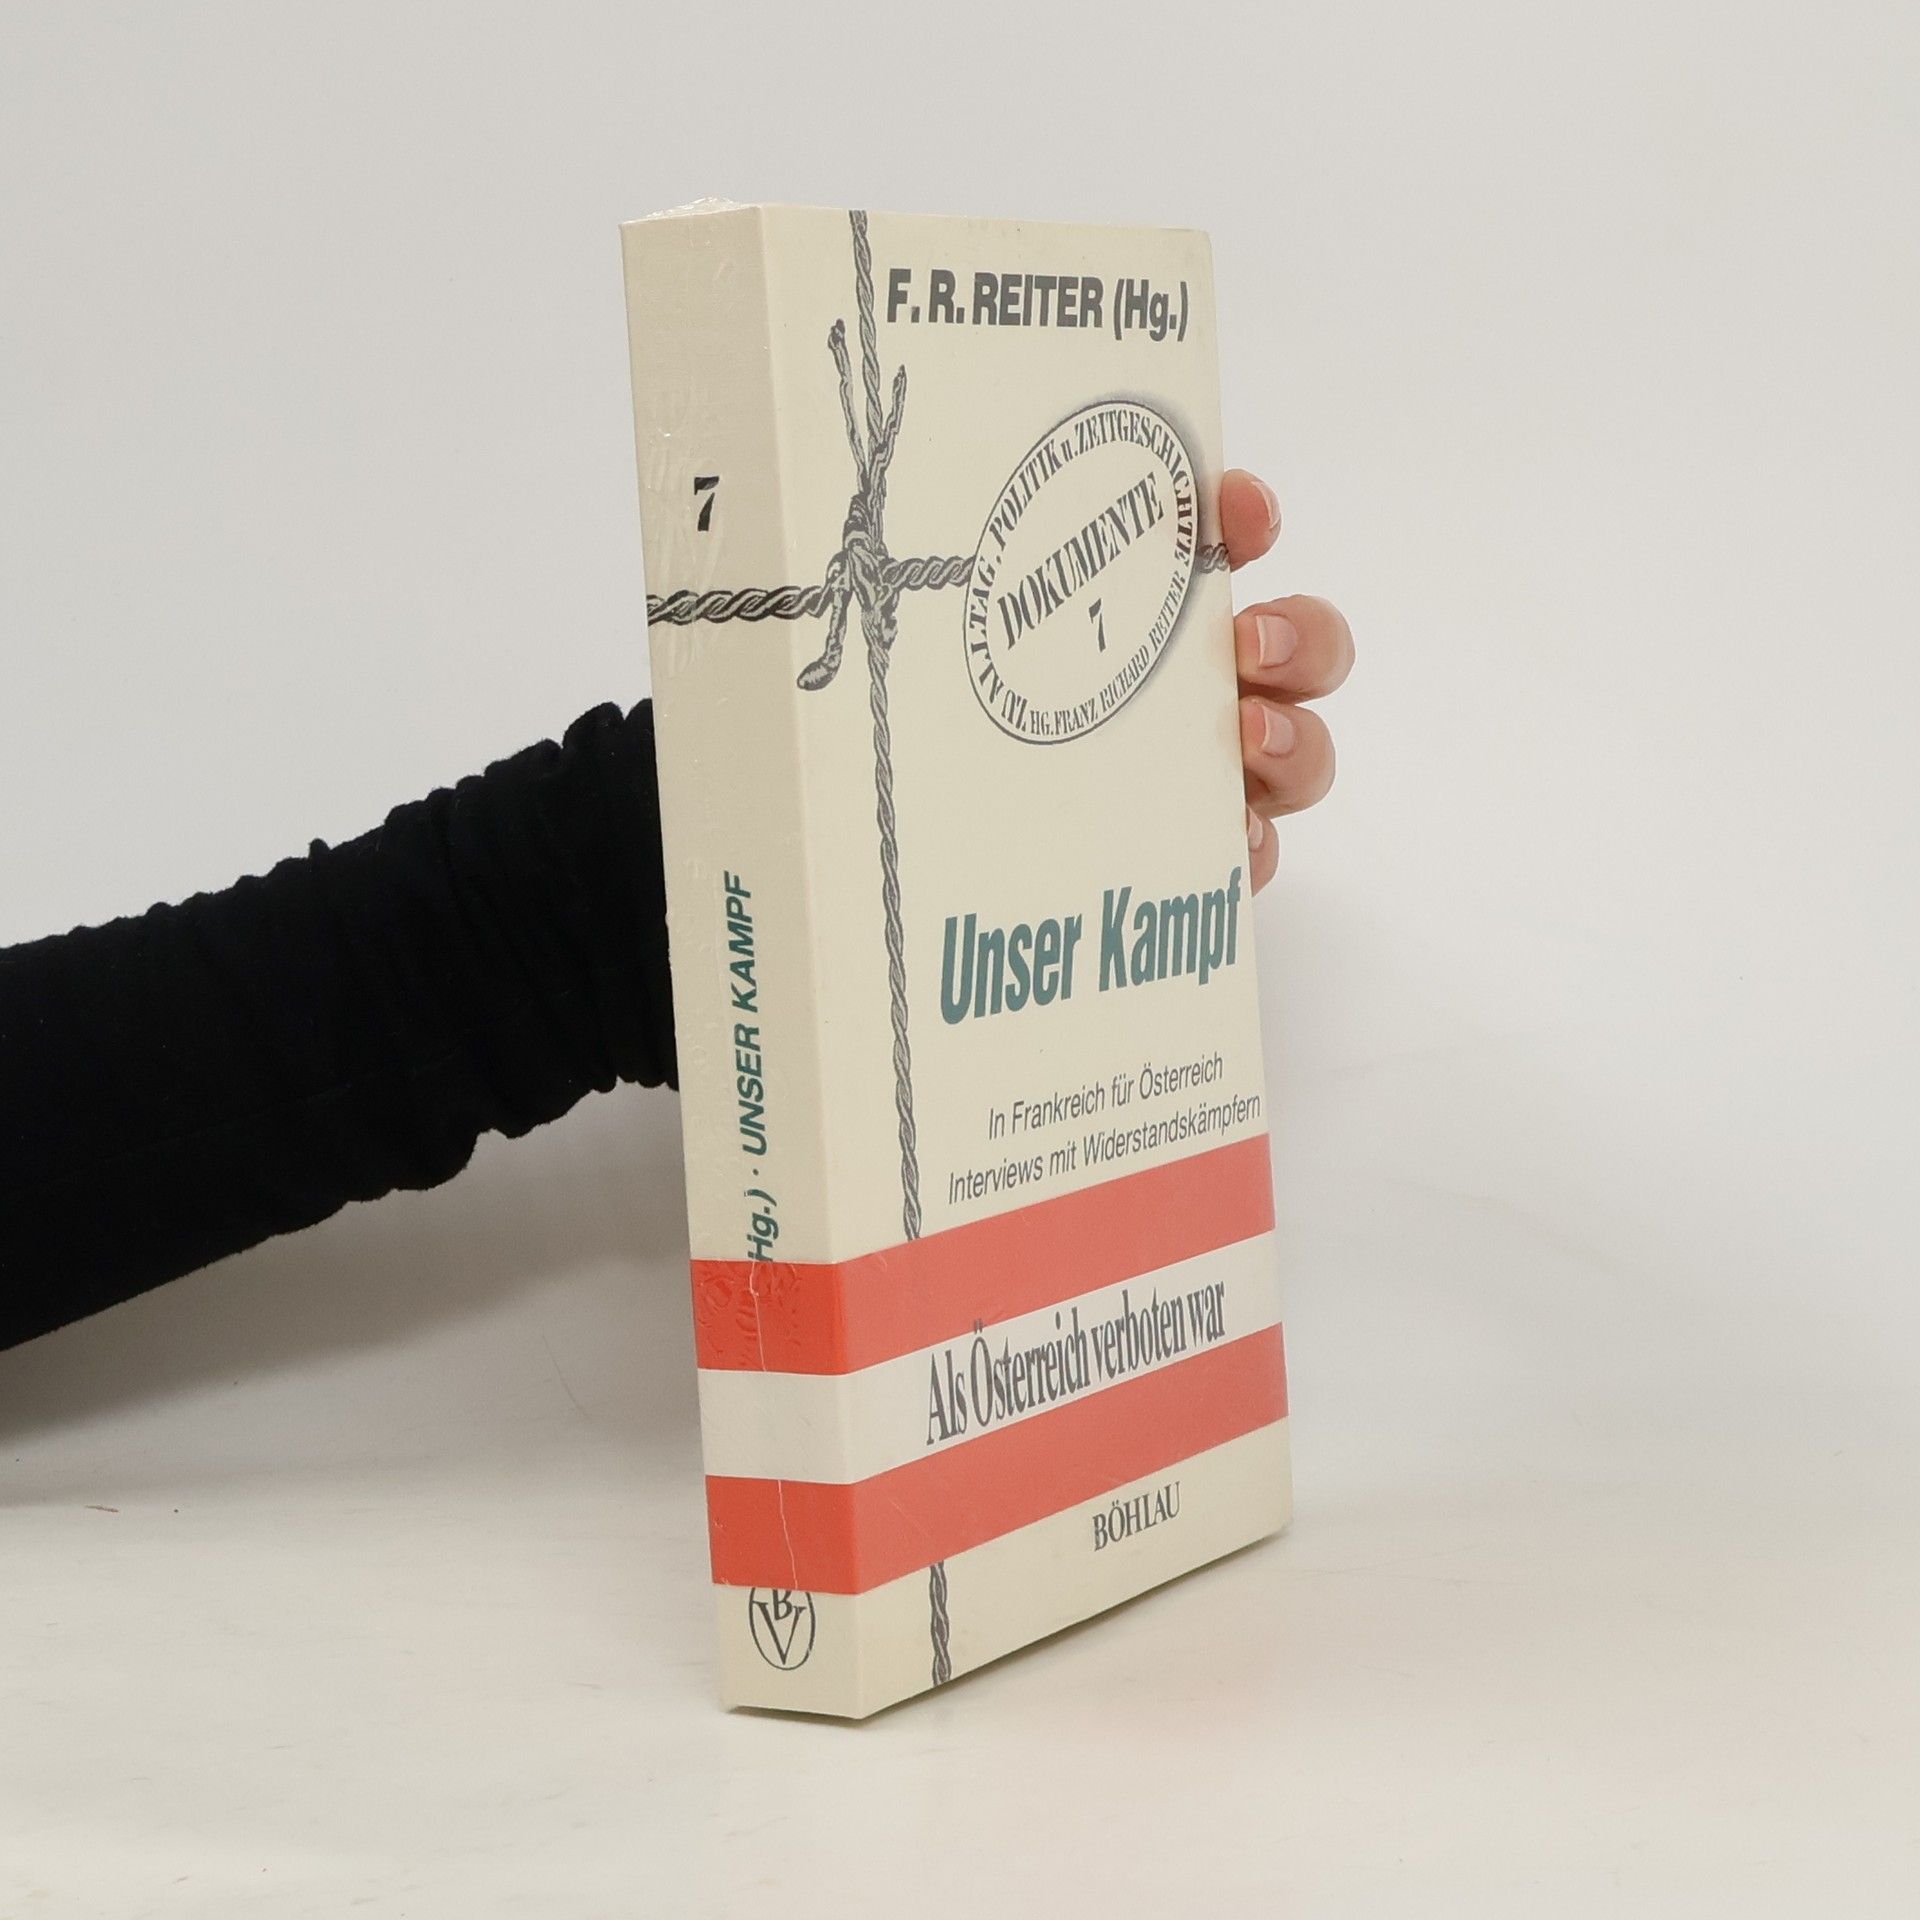 F. R. REITER (Hg.)
ZU ALLTAG, POLITIK u. ZEITGESCHICHTE
DOKUMENTE
7
HG. FRANZ RICHARD REITER
Unser Kampf
In Frankreich für Österreich
Interviews mit Widerstandskämpfern
Als Österreich verboten war
BÖHLAU
7
Hg.) · UNSER KAMPF
BV